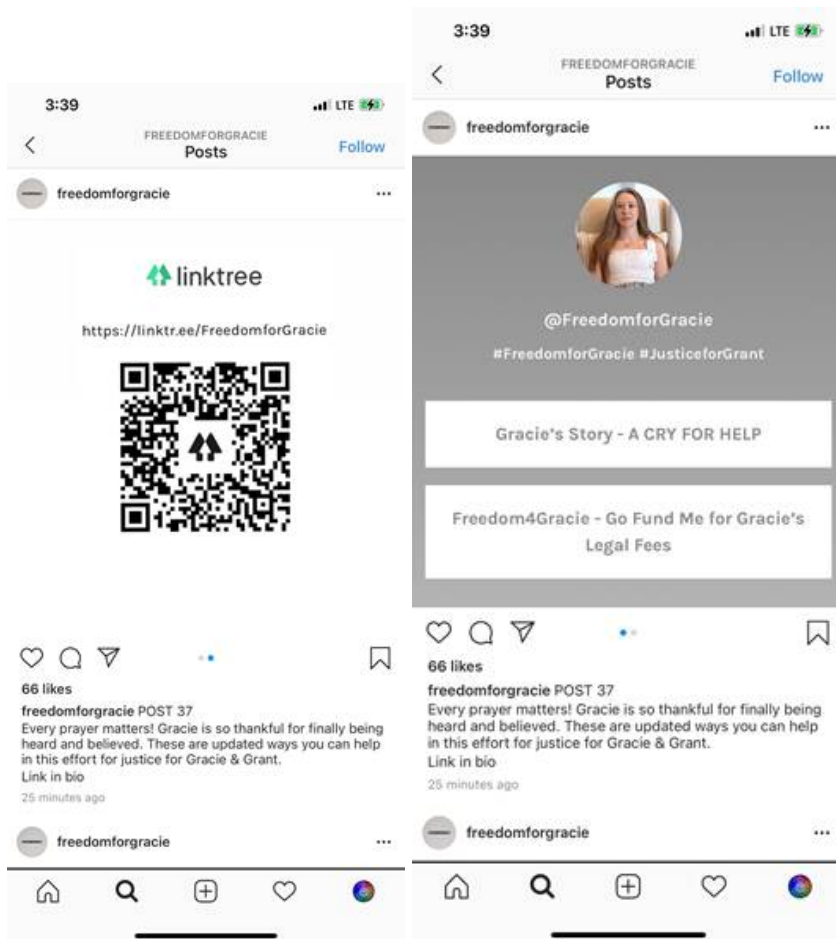 3:39
LTE
FREEDOMFORGRACIE
Posts
Follow
freedomforgracie
linktree
https://linktr.ee/FreedomforGracie
66 likes
freedomforgracie POST 37
Every prayer matters! Gracie is so thankful for finally being
heard and believed. These are updated ways you can help
in this effort for justice for Gracie & Grant.
Link in bio
25 minutes ago
freedomforgracie
3:39
LTE
FREEDOMFORGRACIE
Posts
Follow
freedomforgracie
@FreedomforGracie
#FreedomforGracie #JusticeforGrant
Gracie's Story - A CRY FOR HELP
Freedom4Gracie - Go Fund Me for Gracie's
Legal Fees
66 likes
freedomforgracie POST 37
Every prayer matters! Gracie is so thankful for finally being
heard and believed. These are updated ways you can help
in this effort for justice for Gracie & Grant.
Link in bio
25 minutes ago
freedomforgracie